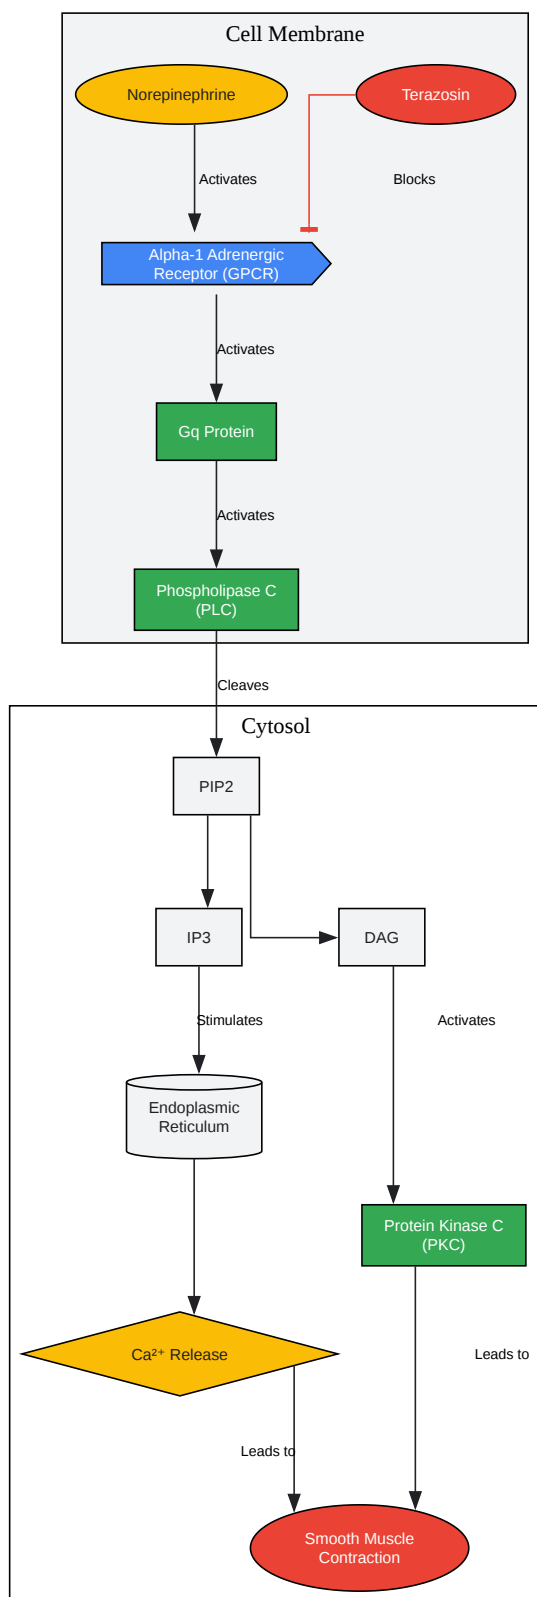 Cell Membrane
Norepinephrine
Terazosin
Activates
Blocks
Alpha-1 Adrenergic
Receptor (GPCR)
Activates
Gq Protein
Activates
Phospholipase C
(PLC)
Cleaves
Cytosol
PIP2
IP3
DAG
Stimulates
Activates
Endoplasmic
Reticulum
Protein Kinase C
(PKC)
Ca²⁺ Release
Leads to
Leads to
Smooth Muscle
Contraction